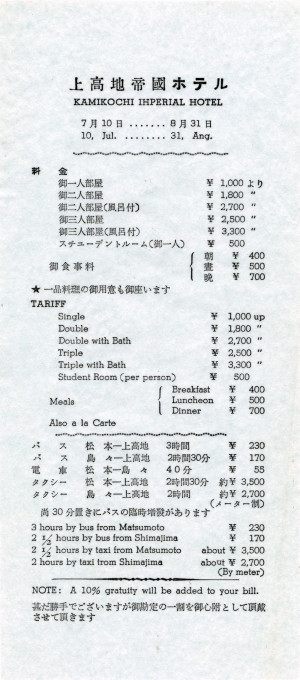 上高地帝國ホテル
KAMIKOCHI IHPERIAL HOTEL
7月10日 ....... 8月31日
10, Jul. ........ 31, Ang.
料 金
御一人部屋 ¥ 1,000 より
御二人部屋 ¥ 1,800 〃
御二人部屋(風呂付) ¥ 2,700 〃
御三人部屋 ¥ 2,500 〃
御三人部屋(風呂付) ¥ 3,300 〃
スチューデントルーム(御一人) ¥ 500
御食事料 { 朝 ¥ 400
晝 ¥ 500
晩 ¥ 700
★ 一品料理の御用意も御座います
TARIFF
Single ¥ 1,000 up
Double ¥ 1,800 〃
Double with Bath ¥ 2,700 〃
Triple ¥ 2,500 〃
Triple with Bath ¥ 3,300 〃
Student Room (per person) ¥ 500
Meals { Breakfast ¥ 400
Luncheon ¥ 500
Dinner ¥ 700
Also a la Carte
バス 松本—上高地 3時間 ¥ 230
バス 島々—上高地 2時間30分 ¥ 170
電車 松本—島々 40分 ¥ 55
タクシー 松本—上高地 2時間30分 約¥ 3,500
タクシー 島々—上高地 2時間 約¥ 2,700
(メーター制)
尚30分置きにバスの臨時増發があります
3 hours by bus from Matsumoto ¥ 230
2 1/2 hours by bus from Shimajima ¥ 170
2 1/2 hours by taxi from Matsumoto about ¥ 3,500
2 hours by taxi trom Shimajima about ¥ 2,700
(By meter)
NOTE: A 10% gratuity will be added to your bill.
甚だ勝手でございますが御勘定の一割を御心附として頂戴
させて頂きます